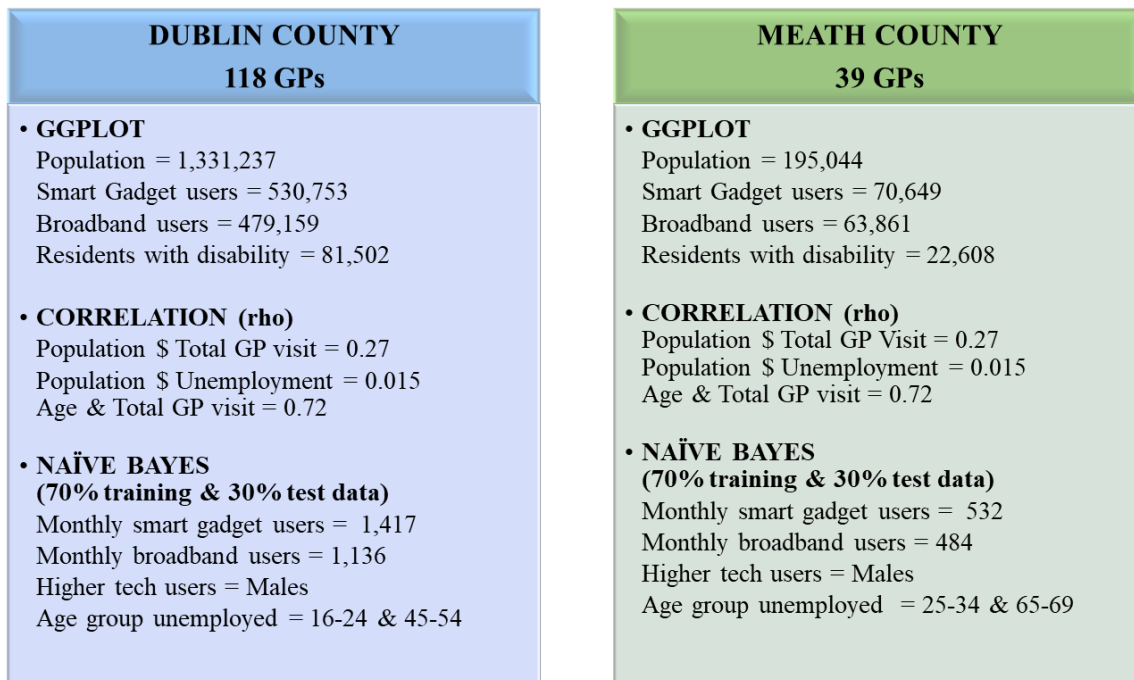 DUBLIN COUNTY
118 GPs
• GGPLOT
Population = 1,331,237
Smart Gadget users = 530,753
Broadband users = 479,159
Residents with disability = 81,502
• CORRELATION (rho)
Population $ Total GP visit = 0.27
Population $ Unemployment = 0.015
Age & Total GP visit = 0.72
• NAÏVE BAYES
(70% training & 30% test data)
Monthly smart gadget users = 1,417
Monthly broadband users = 1,136
Higher tech users = Males
Age group unemployed = 16-24 & 45-54
MEATH COUNTY
39 GPs
• GGPLOT
Population = 195,044
Smart Gadget users = 70,649
Broadband users = 63,861
Residents with disability = 22,608
• CORRELATION (rho)
Population $ Total GP Visit = 0.27
Population $ Unemployment = 0.015
Age & Total GP visit = 0.72
• NAÏVE BAYES
(70% training & 30% test data)
Monthly smart gadget users = 532
Monthly broadband users = 484
Higher tech users = Males
Age group unemployed = 25-34 & 65-69